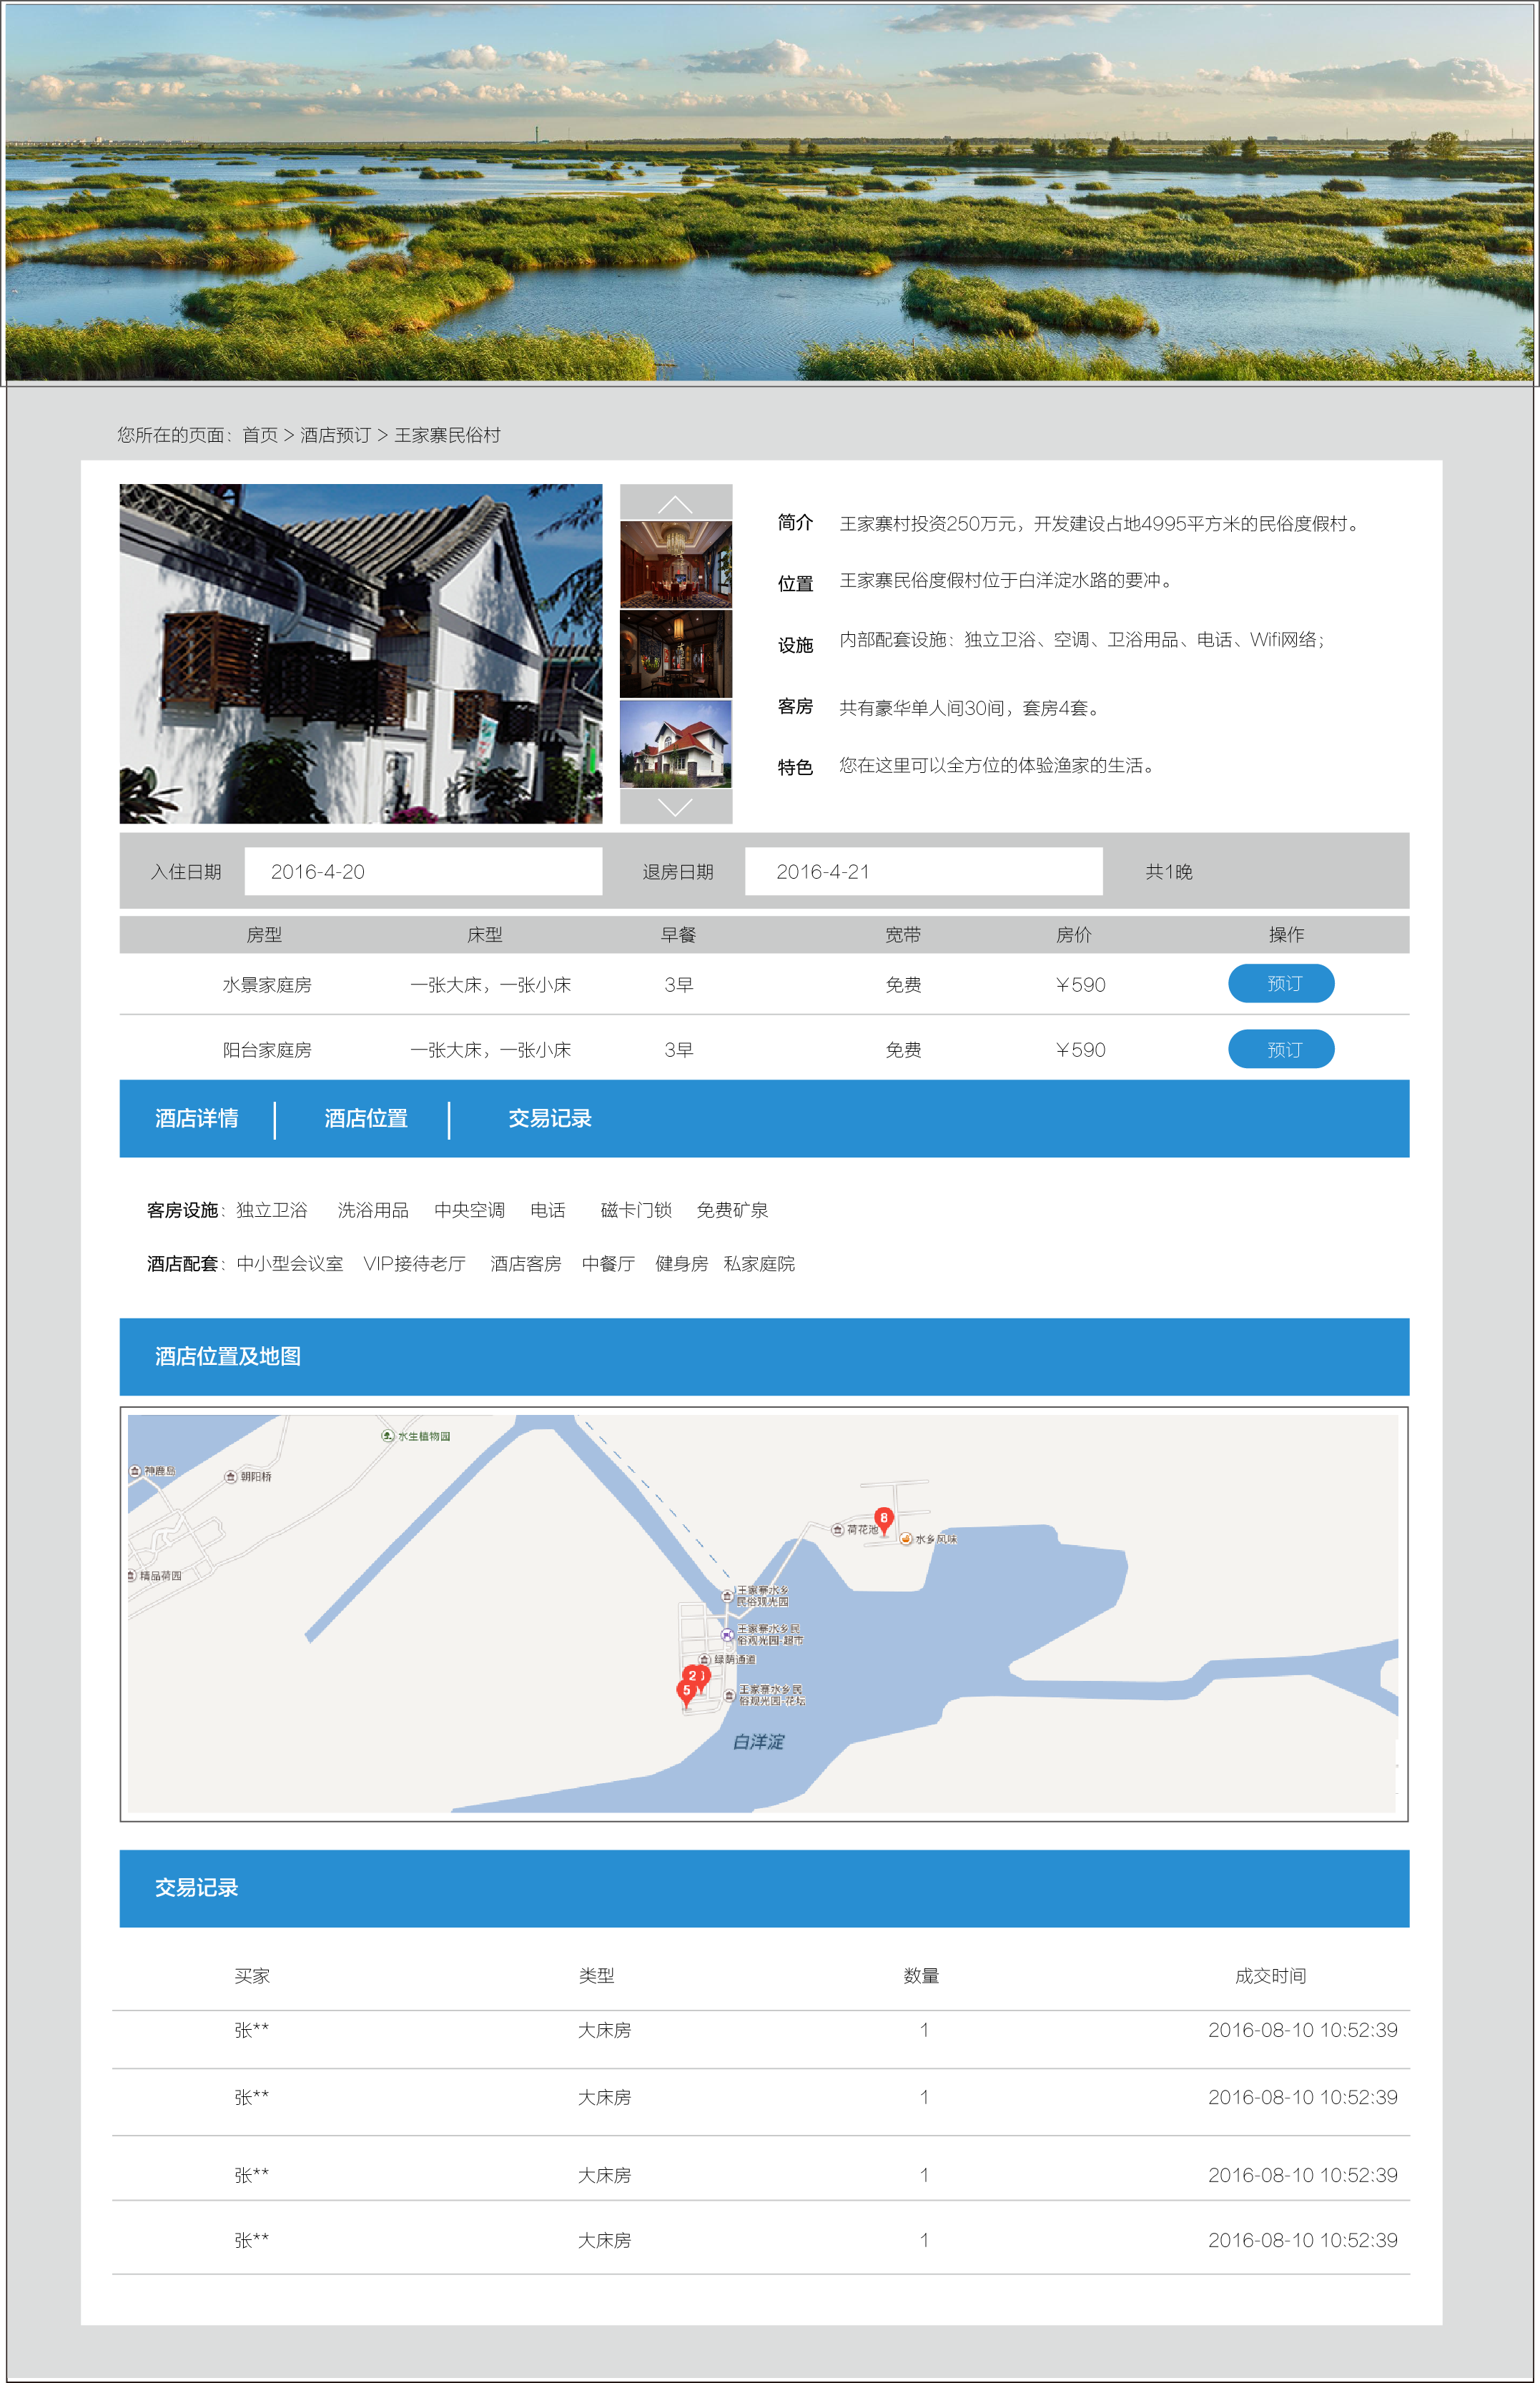 您所在的页面：首页 > 酒店预订 > 王家寨民俗村
简介 王家寨村投资250万元，开发建设占地4995平方米的民俗度假村。
位置 王家寨民俗度假村位于白洋淀水路的要冲。
设施 内部配套设施：独立卫浴、空调、卫浴用品、电话、Wifi网络；
客房 共有豪华单人间30间，套房4套。
特色 您在这里可以全方位的体验渔家的生活。
入住日期 2016-4-20 退房日期 2016-4-21 共1晚
房型 床型 早餐 宽带 房价 操作
水景家庭房 一张大床，一张小床 3早 免费 ￥590 预订
阳台家庭房 一张大床，一张小床 3早 免费 ￥590 预订
酒店详情 酒店位置 交易记录
客房设施：独立卫浴 洗浴用品 中央空调 电话 磁卡门锁 免费矿泉
酒店配套：中小型会议室 VIP接待老厅 酒店客房 中餐厅 健身房 私家庭院
酒店位置及地图
水生植物园
神鹿岛
朝阳桥
8
荷花池
水乡风味
精品荷园
王家寨水乡
民俗观光园
王家寨水乡民
俗观光园-超市
绿荫通道
2
5
王家寨水乡民
俗观光园-花坛
白洋淀
交易记录
买家 类型 数量 成交时间
张** 大床房 1 2016-08-10 10:52:39
张** 大床房 1 2016-08-10 10:52:39
张** 大床房 1 2016-08-10 10:52:39
张** 大床房 1 2016-08-10 10:52:39